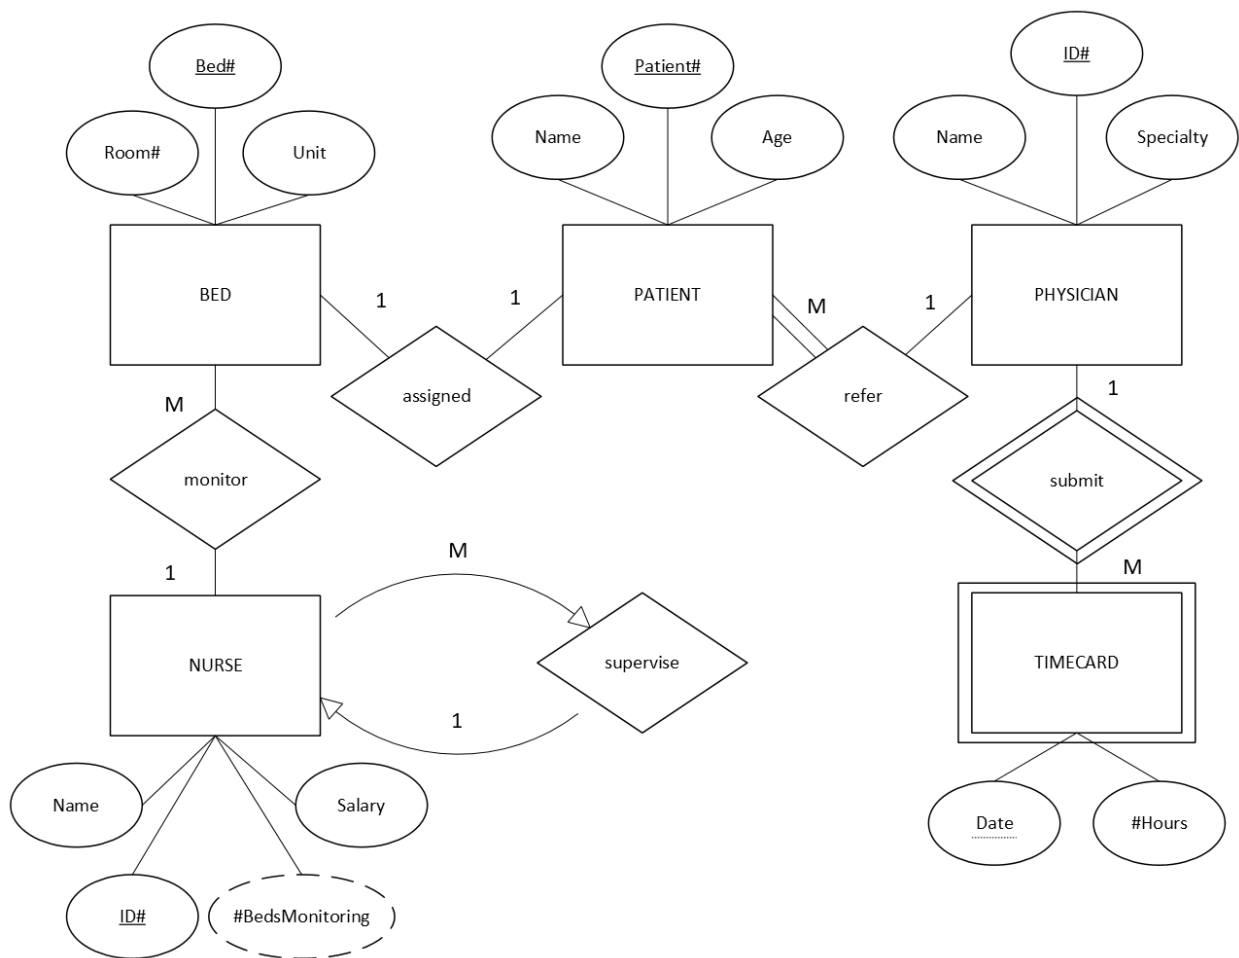 Bed#
Room#
Unit
BED
Patient#
Name
Age
PATIENT
ID#
Name
Specialty
PHYSICIAN
1
assigned
1
M
refer
1
M
monitor
1
1
submit
M
NURSE
M
supervise
1
TIMECARD
Name
Salary
ID#
#BedsMonitoring
Date
#Hours